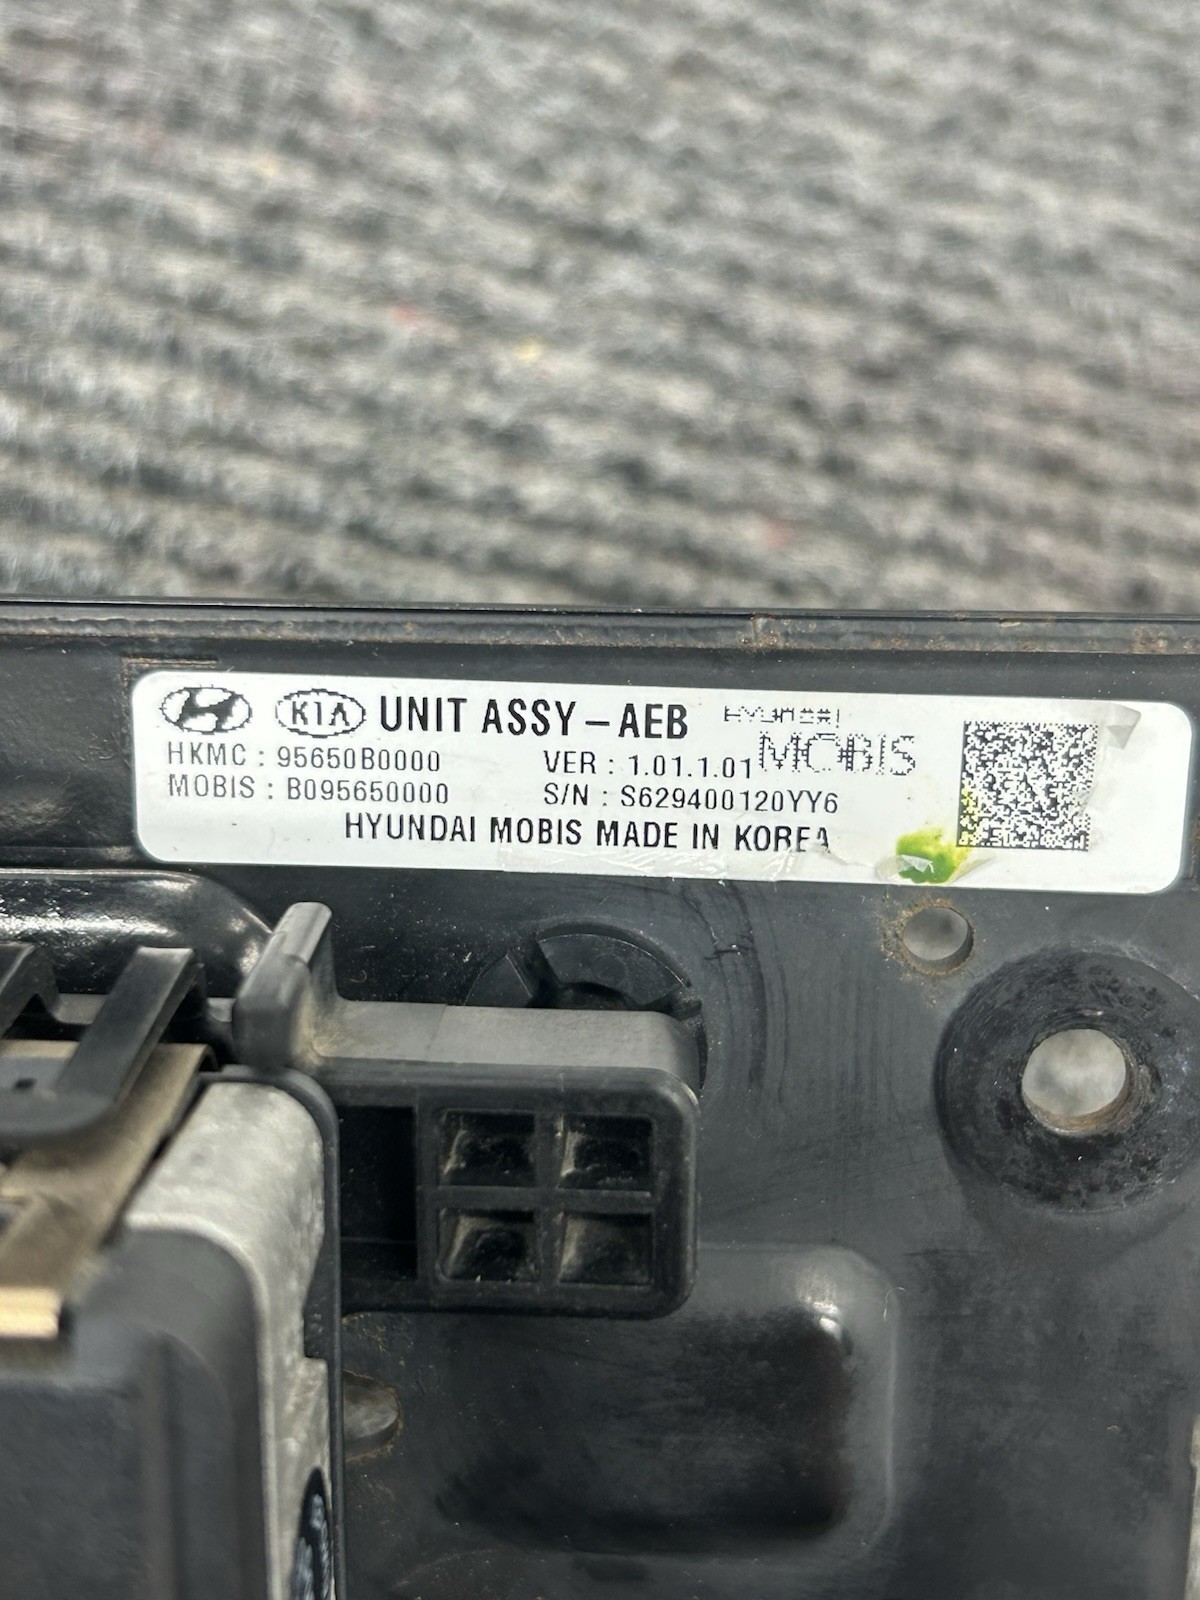 KIA UNIT ASSY-AEB HYUNDAI
MOBIS
HKMC : 95650B0000 VER : 1.01.1.01
MOBIS : B095650000 S/N : S629400120YY6
HYUNDAI MOBIS MADE IN KOREA